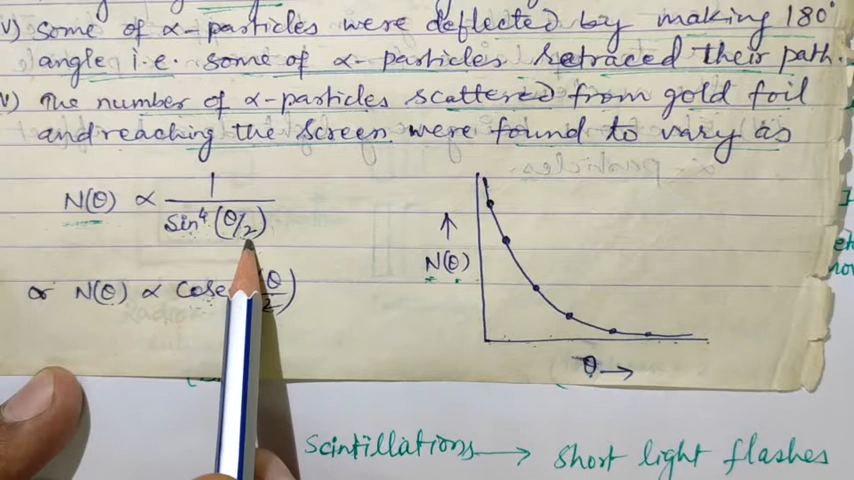 V) Some of α-particles were deflected by making 180°
angle i.e. some of α-particles retraced their path.
V) The number of α-particles scattered from gold foil
and reaching the screen were found to vary as
N(θ) ∝ 1/Sin⁴(θ/2)
or N(θ) ∝ Cose θ/2)
↑
N(θ)
θ →
Scintillations → Short light flashes